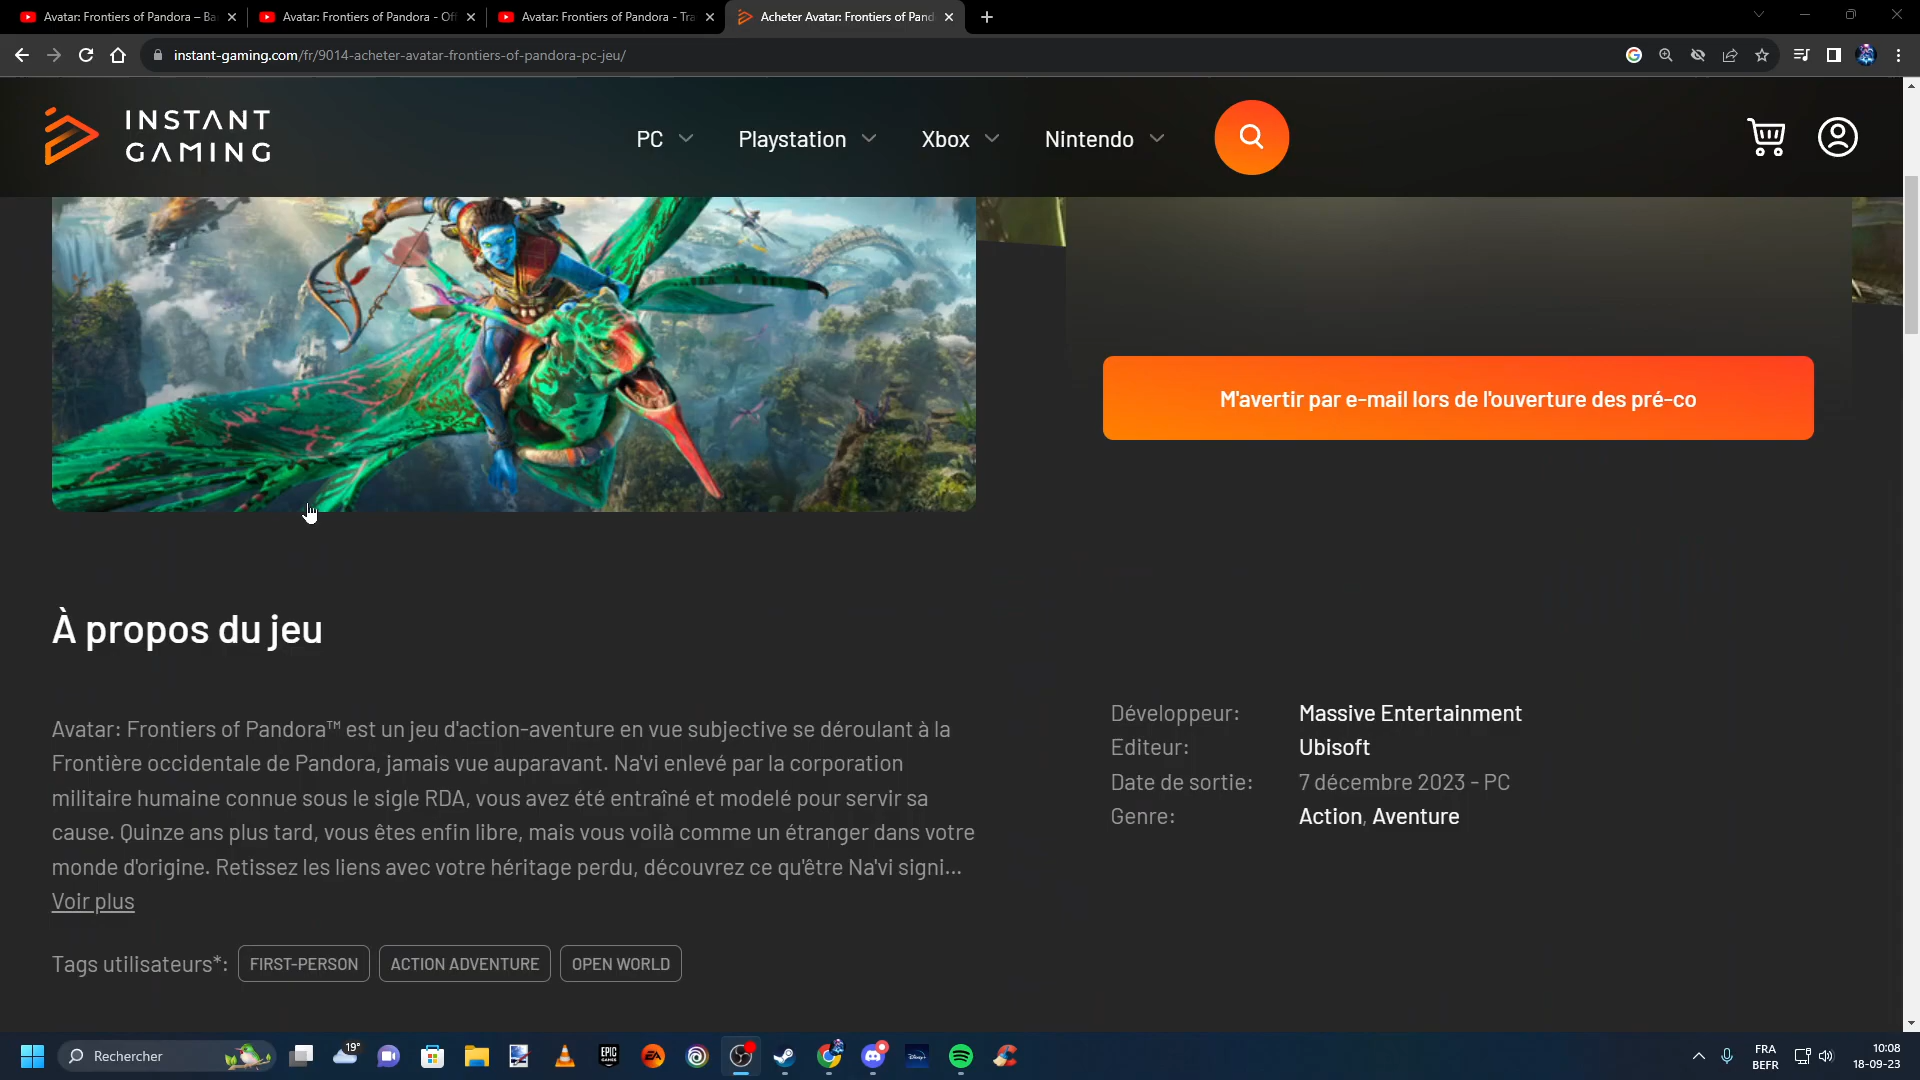 Avatar: Frontiers of Pandora – Ba
Avatar: Frontiers of Pandora - Off
Avatar: Frontiers of Pandora - Tra
Acheter Avatar: Frontiers of Pand
instant-gaming.com/fr/9014-acheter-avatar-frontiers-of-pandora-pc-jeu/
INSTANT
GAMING
PC
Playstation
Xbox
Nintendo
M'avertir par e-mail lors de l'ouverture des pré-co
À propos du jeu
Avatar: Frontiers of Pandora™ est un jeu d'action-aventure en vue subjective se déroulant à la
Frontière occidentale de Pandora, jamais vue auparavant. Na'vi enlevé par la corporation
militaire humaine connue sous le sigle RDA, vous avez été entraîné et modelé pour servir sa
cause. Quinze ans plus tard, vous êtes enfin libre, mais vous voilà comme un étranger dans votre
monde d'origine. Retissez les liens avec votre héritage perdu, découvrez ce qu'être Na'vi signi...
Voir plus
Tags utilisateurs*: FIRST-PERSON ACTION ADVENTURE OPEN WORLD
Développeur: Massive Entertainment
Editeur: Ubisoft
Date de sortie: 7 décembre 2023 - PC
Genre: Action, Aventure
Rechercher
19°
EPIC
GAMES
EA
Disney+
FRA
BEFR
10:08
18-09-23